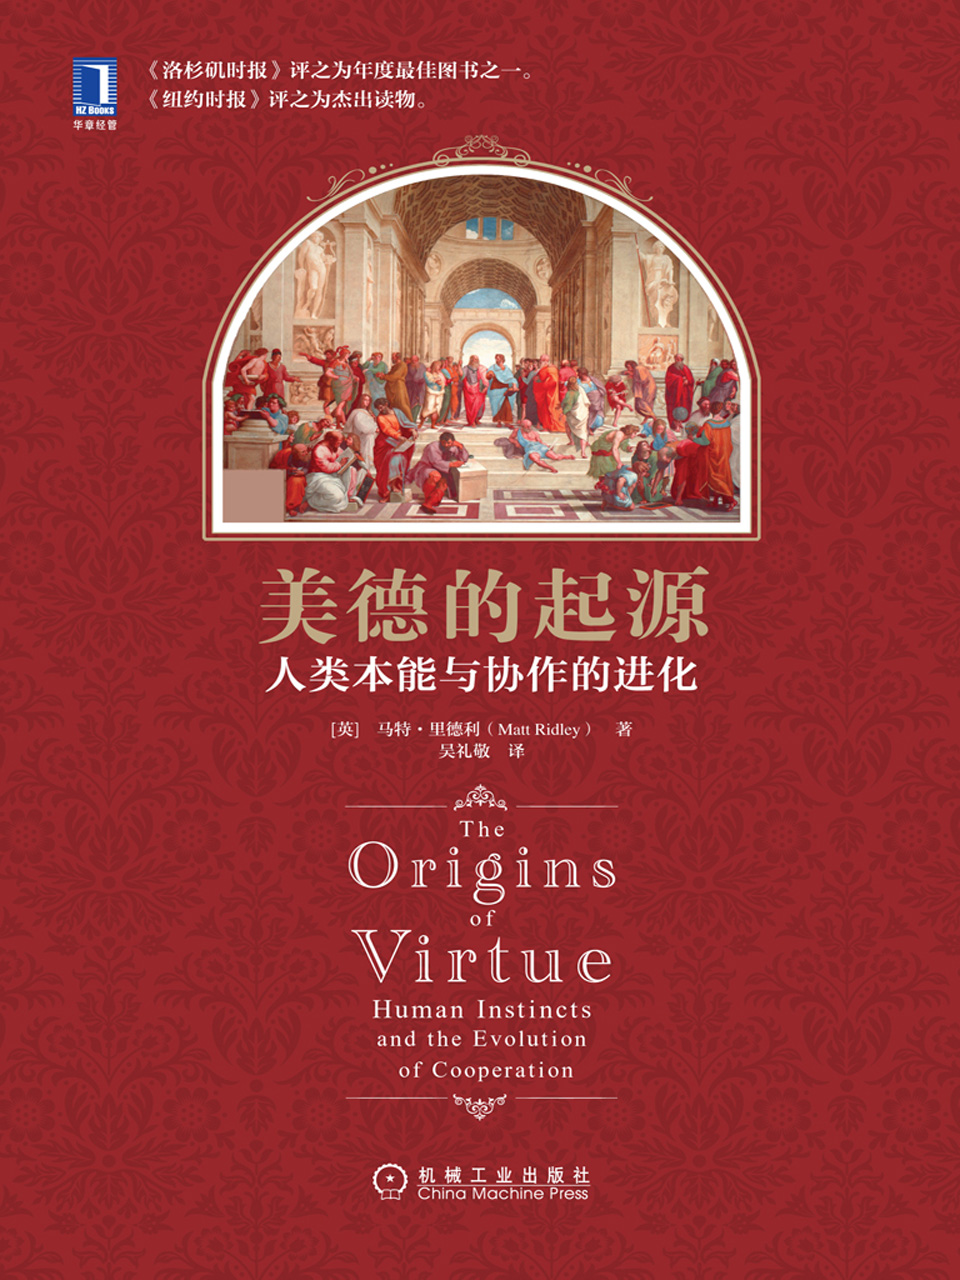 《洛杉矶时报》评之为年度最佳图书之一。
《纽约时报》评之为杰出读物。
HZ BOOKS
华章经管
美德的起源
人类本能与协作的进化
[英] 马特·里德利（Matt Ridley） 著
吴礼敬 译
The
Origins
of
Virtue
Human Instincts
and the Evolution
of Cooperation
机械工业出版社
China Machine Press